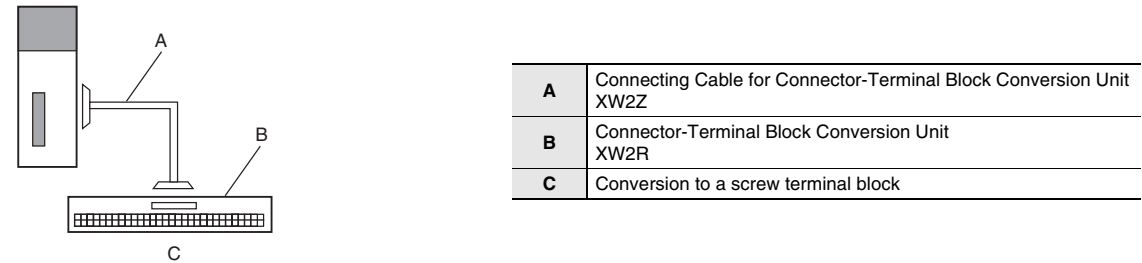 A
B
C
A Connecting Cable for Connector-Terminal Block Conversion Unit
XW2Z
B Connector-Terminal Block Conversion Unit
XW2R
C Conversion to a screw terminal block